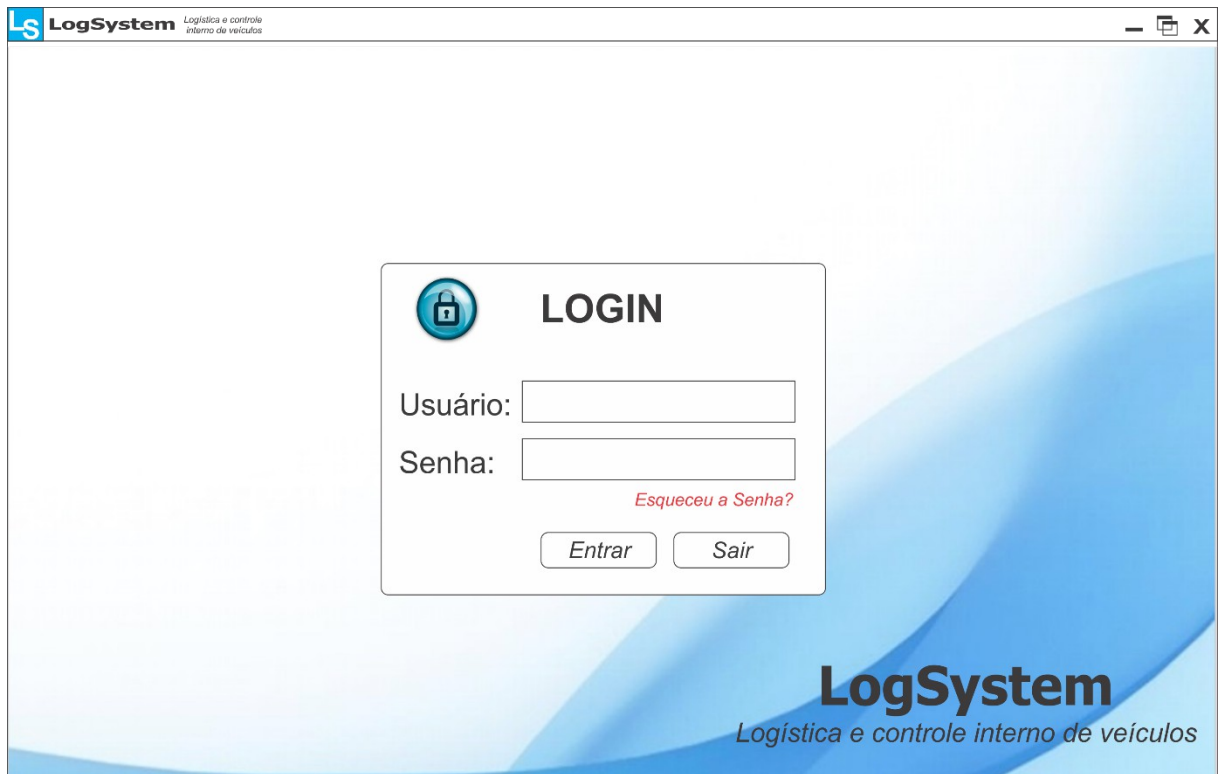 LS LogSystem Logística e controle
interno de veículos
LOGIN
Usuário:
Senha:
Esqueceu a Senha?
Entrar Sair
LogSystem
Logística e controle interno de veículos